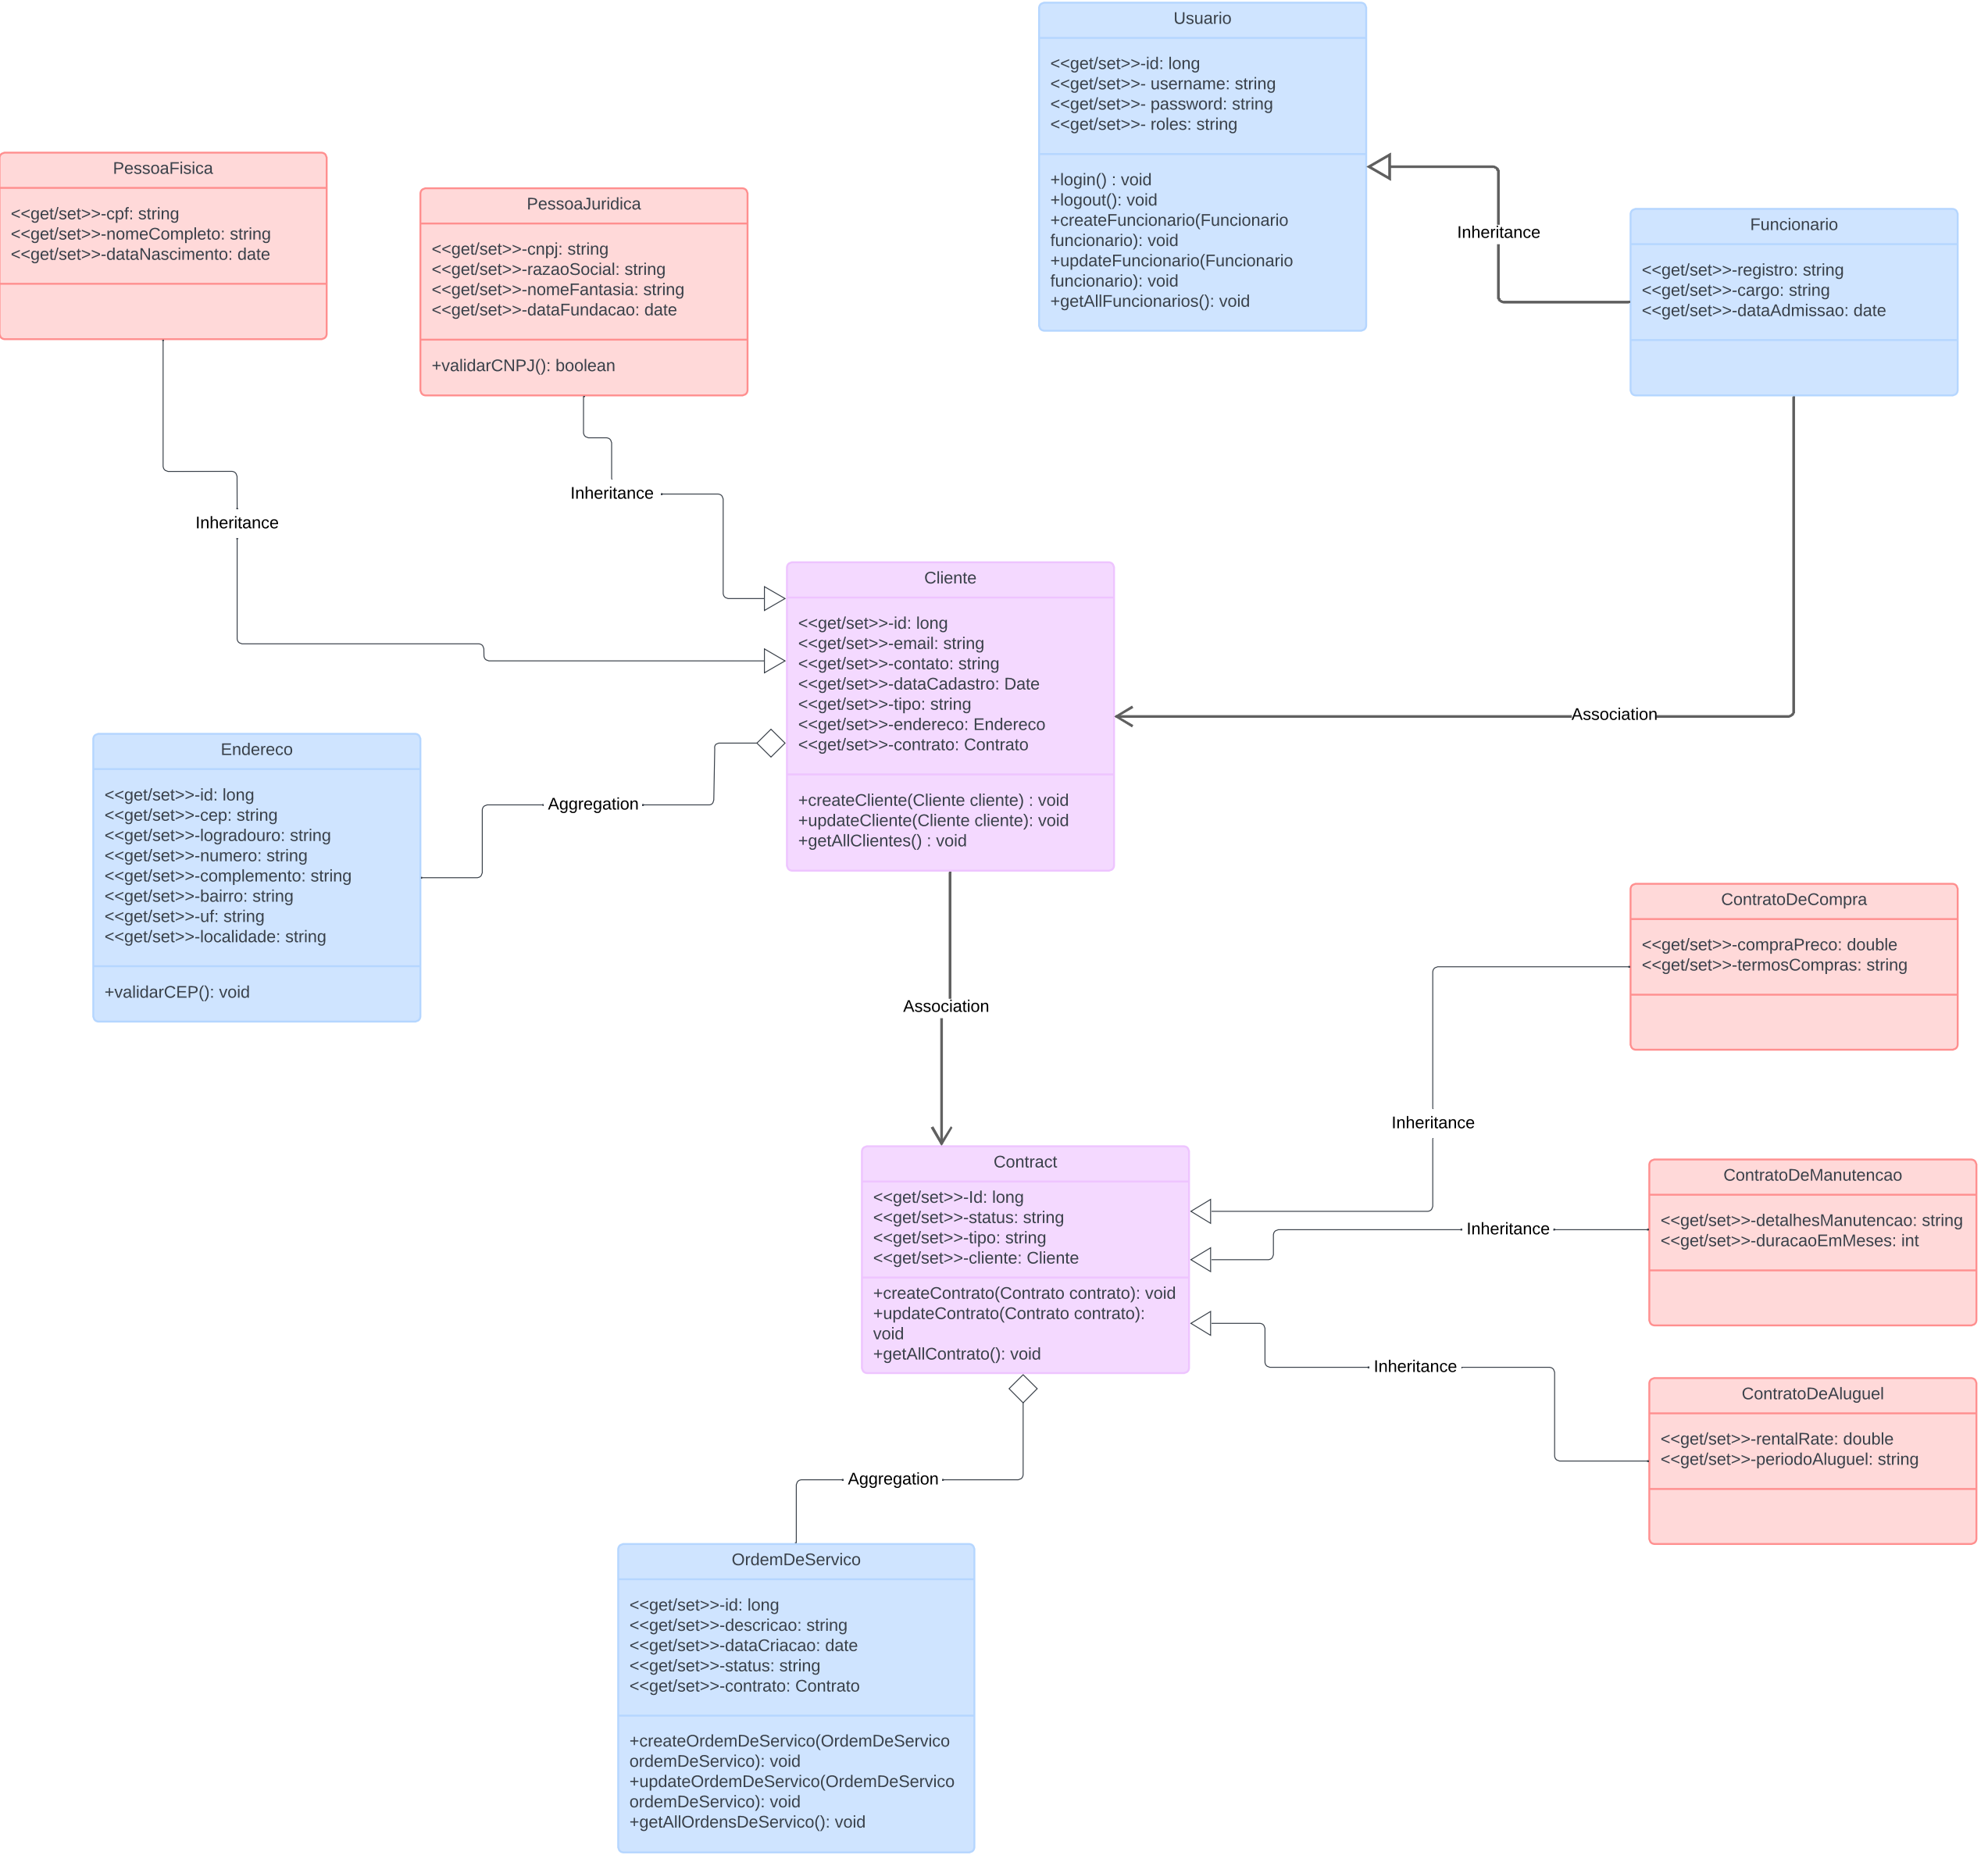 Usuario
<<get/set>>-id: long
<<get/set>>- username: string
<<get/set>>- password: string
<<get/set>>- roles: string
+login() : void
+logout(): void
+createFuncionario(Funcionario
funcionario): void
+updateFuncionario(Funcionario
funcionario): void
+getAllFuncionarios(): void
PessoaFisica
<<get/set>>-cpf: string
<<get/set>>-nomeCompleto: string
<<get/set>>-dataNascimento: date
PessoaJuridica
<<get/set>>-cnpj: string
<<get/set>>-razaoSocial: string
<<get/set>>-nomeFantasia: string
<<get/set>>-dataFundacao: date
+validarCNPJ(): boolean
Inheritance
Funcionario
<<get/set>>-registro: string
<<get/set>>-cargo: string
<<get/set>>-dataAdmissao: date
Inheritance
Inheritance
Cliente
<<get/set>>-id: long
<<get/set>>-email: string
<<get/set>>-contato: string
<<get/set>>-dataCadastro: Date
<<get/set>>-tipo: string
<<get/set>>-endereco: Endereco
<<get/set>>-contrato: Contrato
+createCliente(Cliente cliente) : void
+updateCliente(Cliente cliente): void
+getAllClientes() : void
Association
Endereco
<<get/set>>-id: long
<<get/set>>-cep: string
<<get/set>>-logradouro: string
<<get/set>>-numero: string
<<get/set>>-complemento: string
<<get/set>>-bairro: string
<<get/set>>-uf: string
<<get/set>>-localidade: string
+validarCEP(): void
Aggregation
Association
ContratoDeCompra
<<get/set>>-compraPreco: double
<<get/set>>-termosCompras: string
Inheritance
Contract
<<get/set>>-Id: long
<<get/set>>-status: string
<<get/set>>-tipo: string
<<get/set>>-cliente: Cliente
+createContrato(Contrato contrato): void
+updateContrato(Contrato contrato):
void
+getAllContrato(): void
ContratoDeManutencao
<<get/set>>-detalhesManutencao: string
<<get/set>>-duracaoEmMeses: int
Inheritance
Inheritance
ContratoDeAluguel
<<get/set>>-rentalRate: double
<<get/set>>-periodoAluguel: string
Aggregation
OrdemDeServico
<<get/set>>-id: long
<<get/set>>-descricao: string
<<get/set>>-dataCriacao: date
<<get/set>>-status: string
<<get/set>>-contrato: Contrato
+createOrdemDeServico(OrdemDeServico
ordemDeServico): void
+updateOrdemDeServico(OrdemDeServico
ordemDeServico): void
+getAllOrdensDeServico(): void